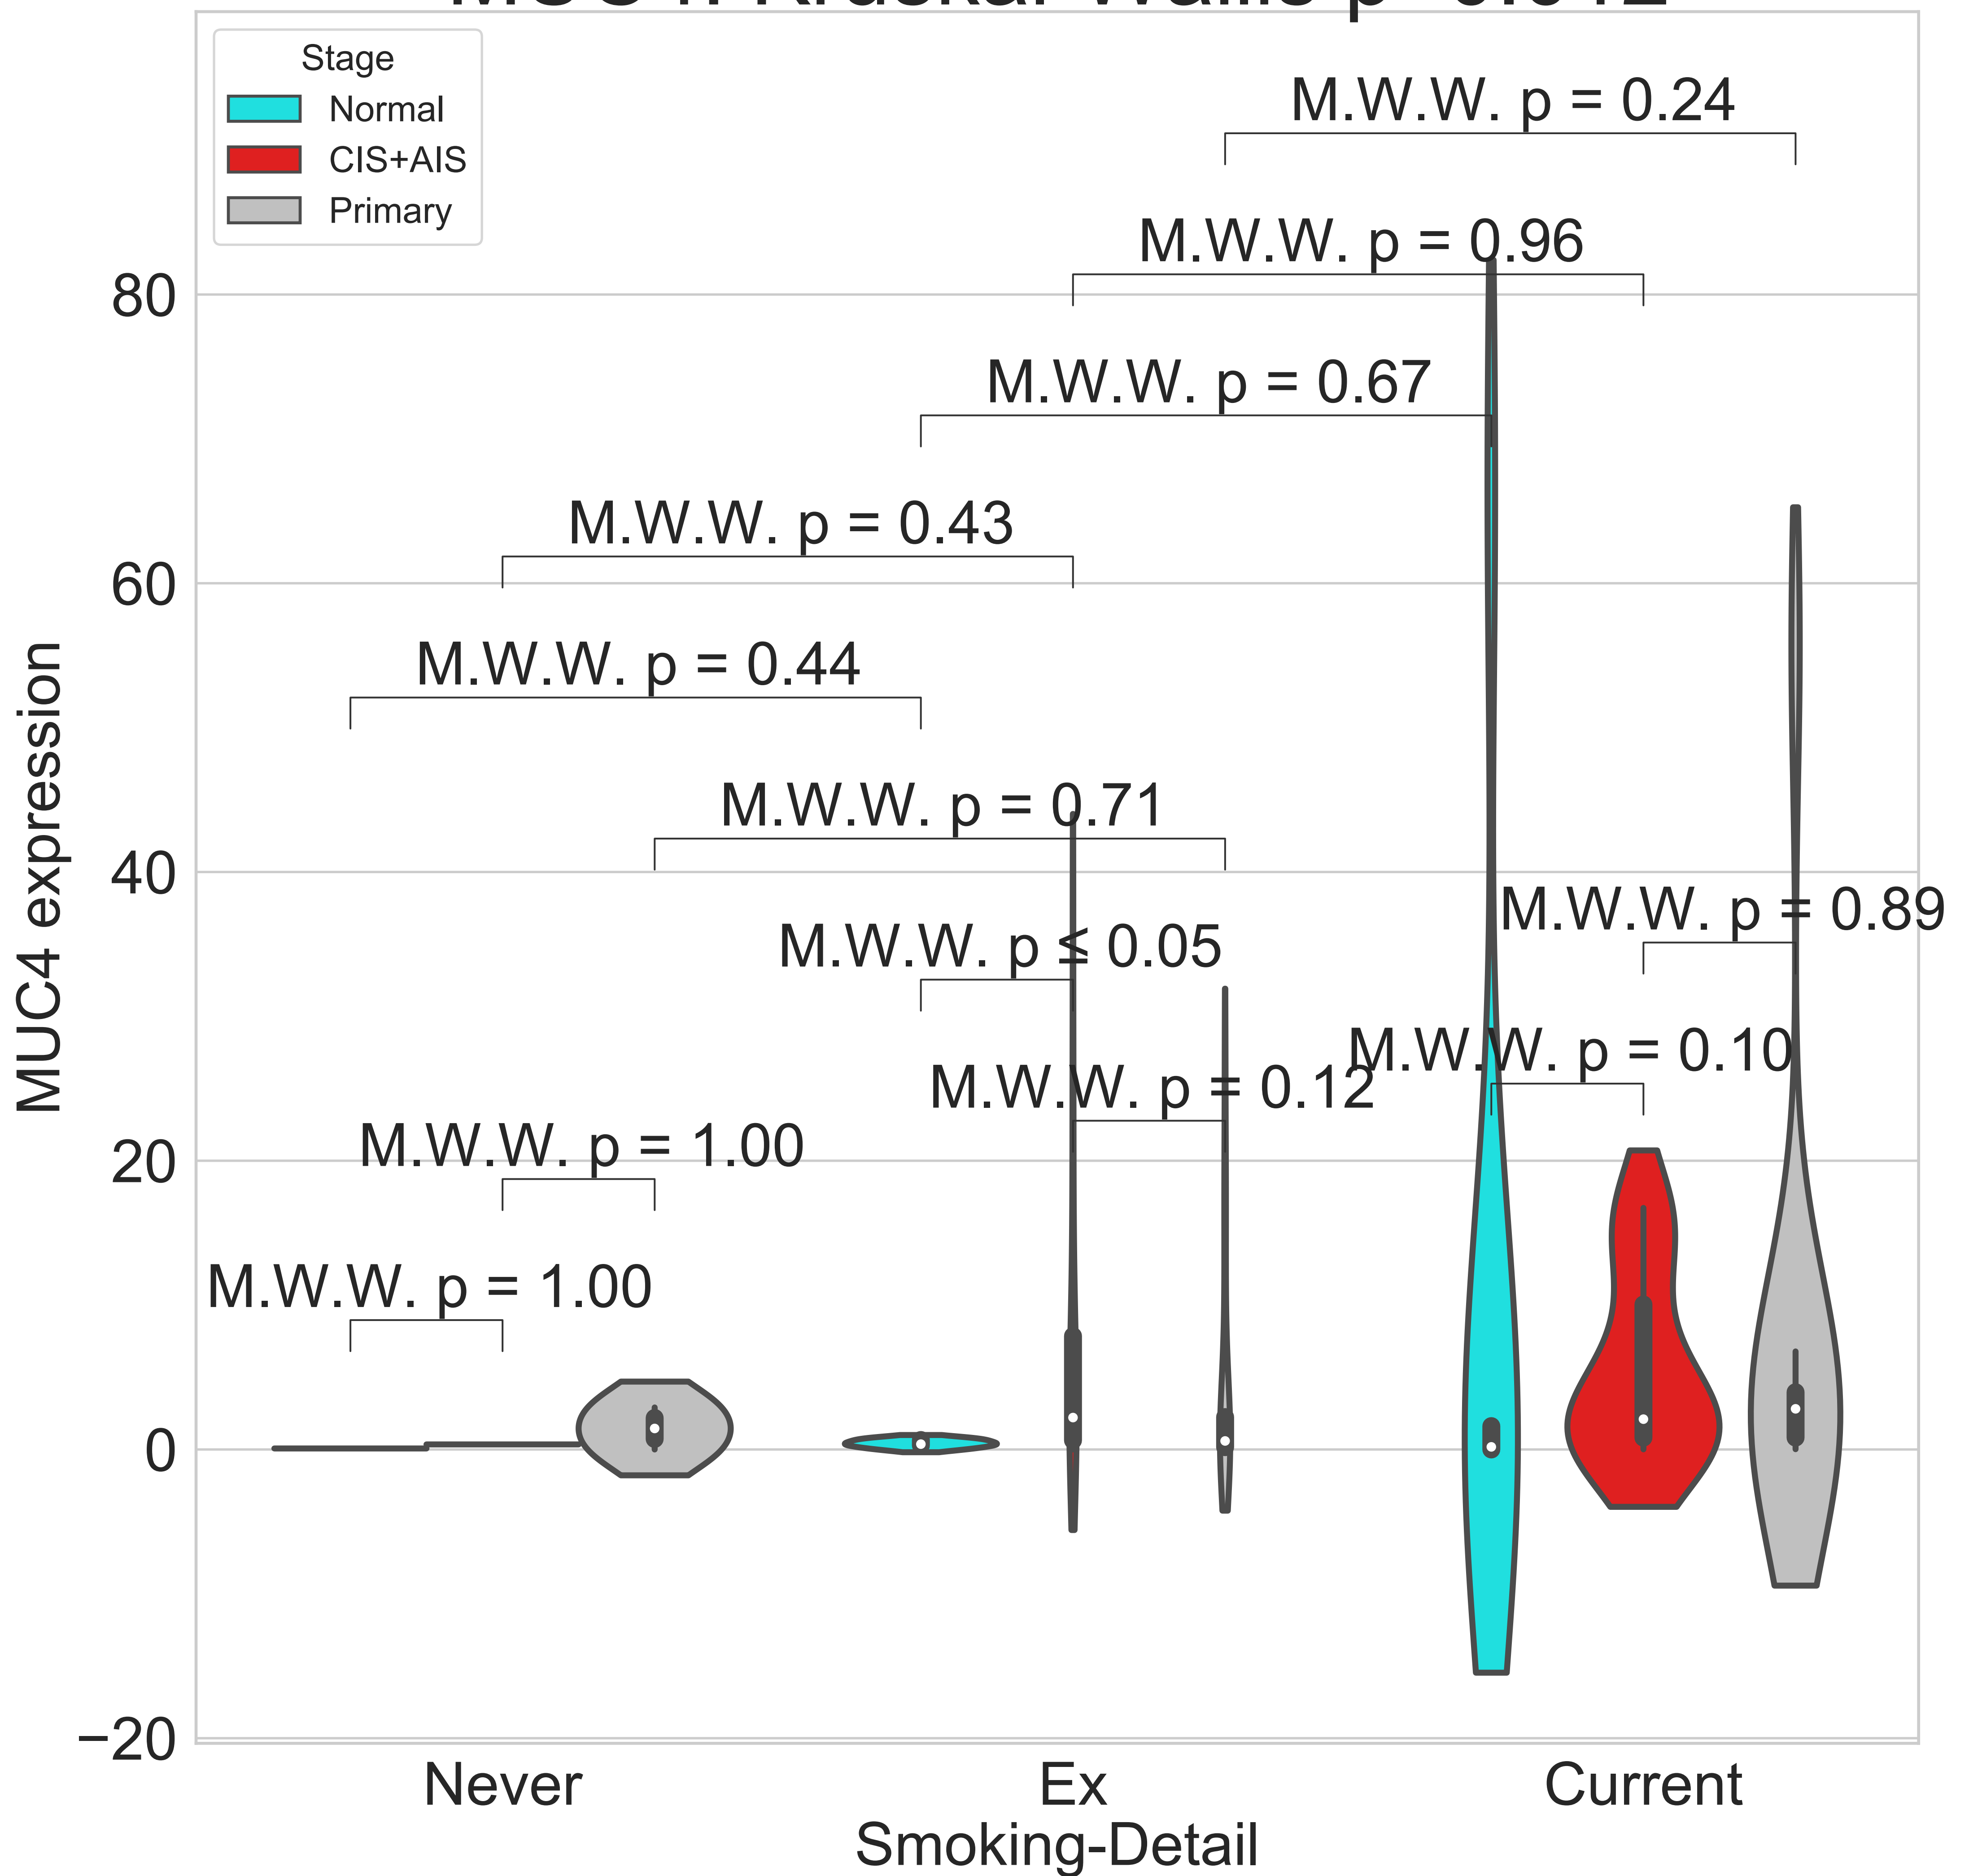 Stage
Normal
CIS+AIS
Primary
M.W.W. p = 0.24
M.W.W. p = 0.96
M.W.W. p = 0.67
M.W.W. p = 0.43
M.W.W. p = 0.44
M.W.W. p = 0.71
M.W.W. p = 0.89
M.W.W. p ≤ 0.05
M.W.W. p = 0.10
M.W.W. p = 0.12
M.W.W. p = 1.00
M.W.W. p = 1.00
80
60
40
20
0
−20
MUC4 expression
Never
Ex
Current
Smoking-Detail